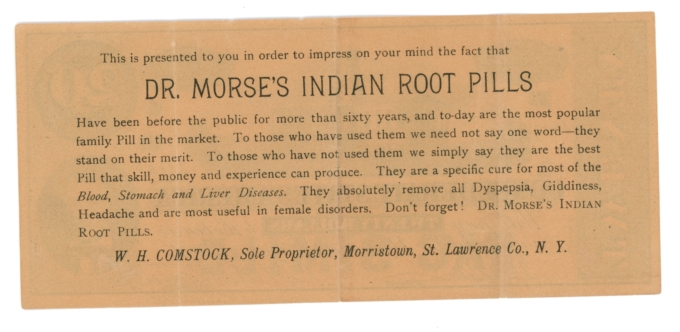 This is presented to you in order to impress on your mind the fact that
DR. MORSE'S INDIAN ROOT PILLS
Have been before the public for more than sixty years, and to-day are the most popular
family Pill in the market. To those who have used them we need not say one word—they
stand on their merit. To those who have not used them we simply say they are the best
Pill that skill, money and experience can produce. They are a specific cure for most of the
Blood, Stomach and Liver Diseases. They absolutely remove all Dyspepsia, Giddiness,
Headache and are most useful in female disorders. Don't forget! DR. MORSE'S INDIAN
ROOT PILLS.
W. H. COMSTOCK, Sole Proprietor, Morristown, St. Lawrence Co., N. Y.